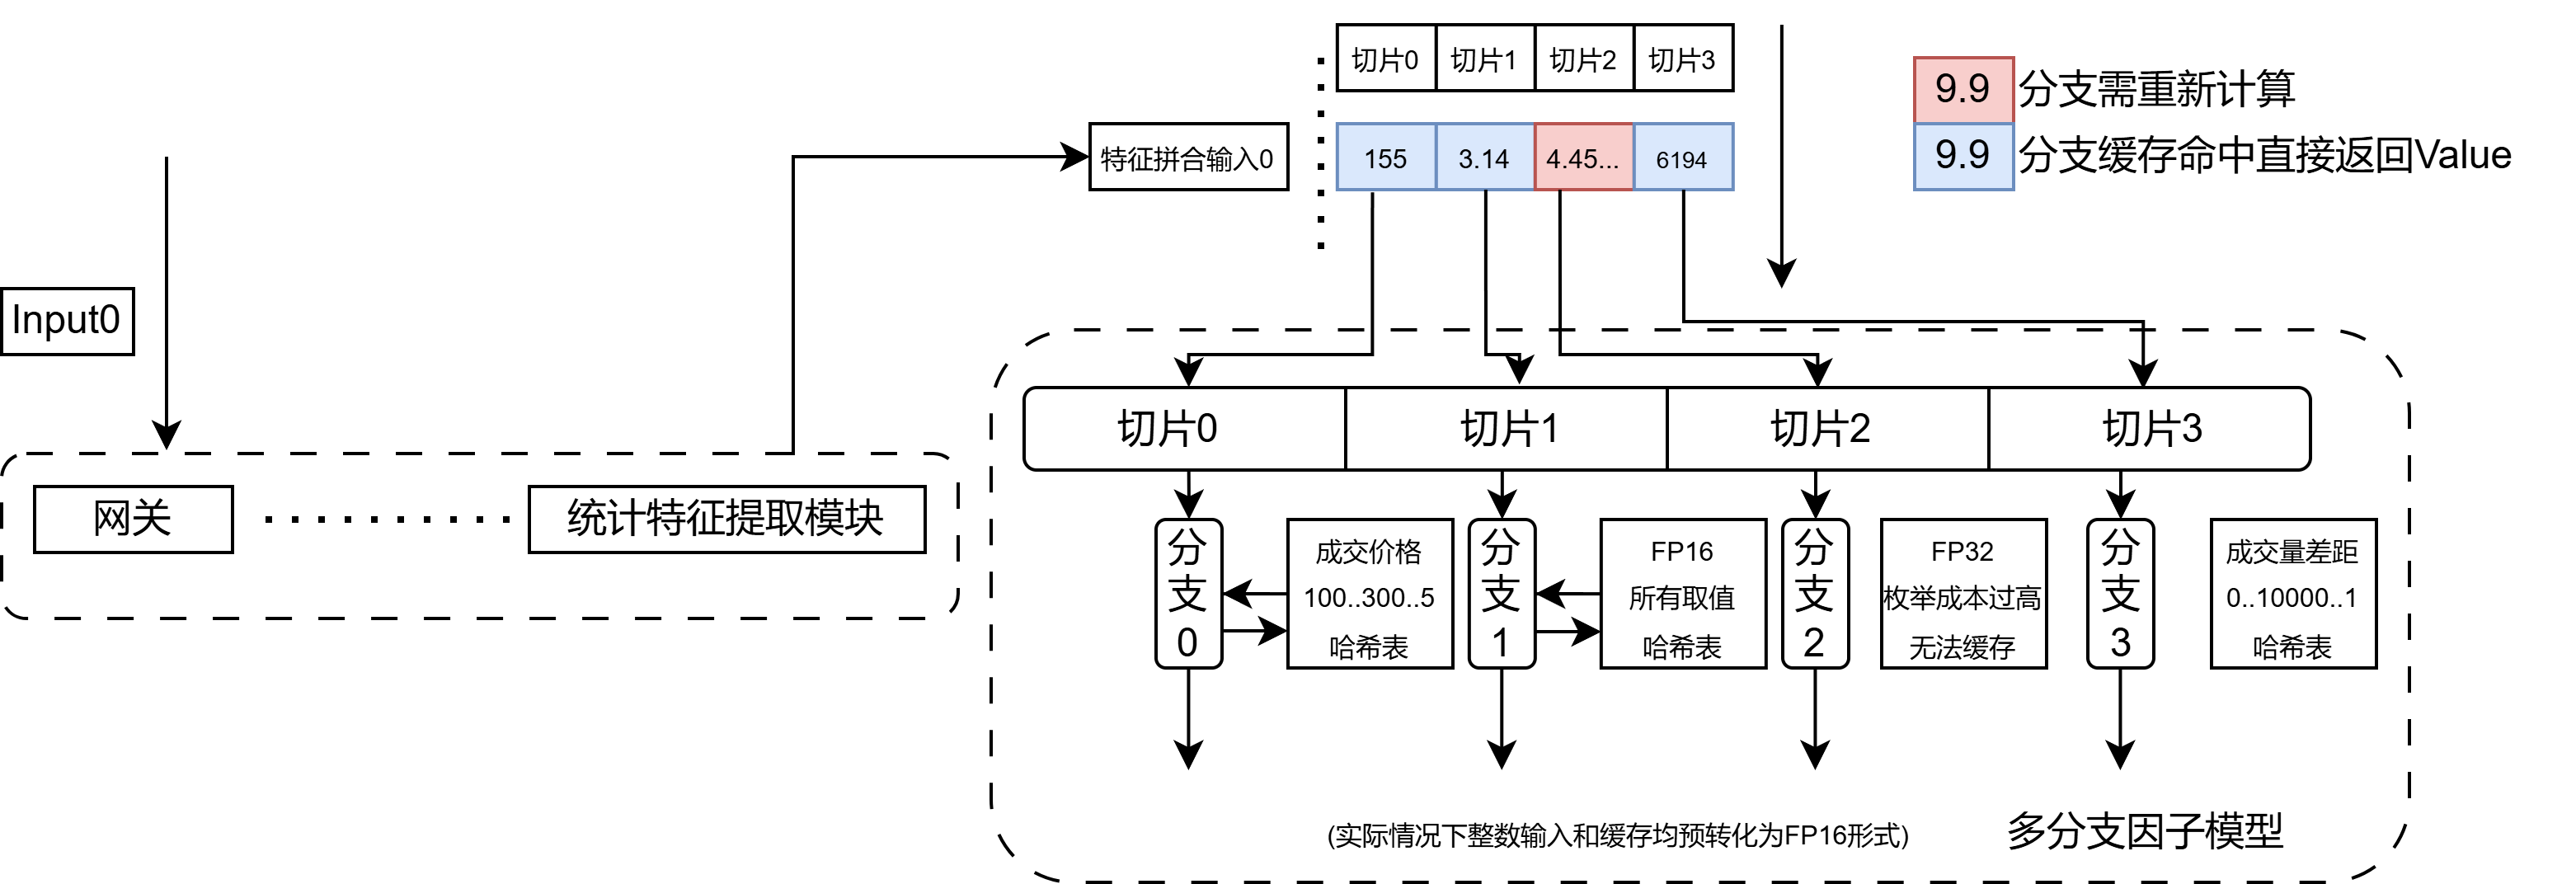 切片0 切片1 切片2 切片3
9.9 分支需重新计算
特征拼合输入0
155 3.14 4.45... 6194
9.9 分支缓存命中直接返回Value
Input0
网关
统计特征提取模块
切片0 切片1 切片2 切片3
分支0
成交价格
100..300..5
哈希表
分支1
FP16
所有取值
哈希表
分支2
FP32
枚举成本过高
无法缓存
分支3
成交量差距
0..10000..1
哈希表
(实际情况下整数输入和缓存均预转化为FP16形式)
多分支因子模型